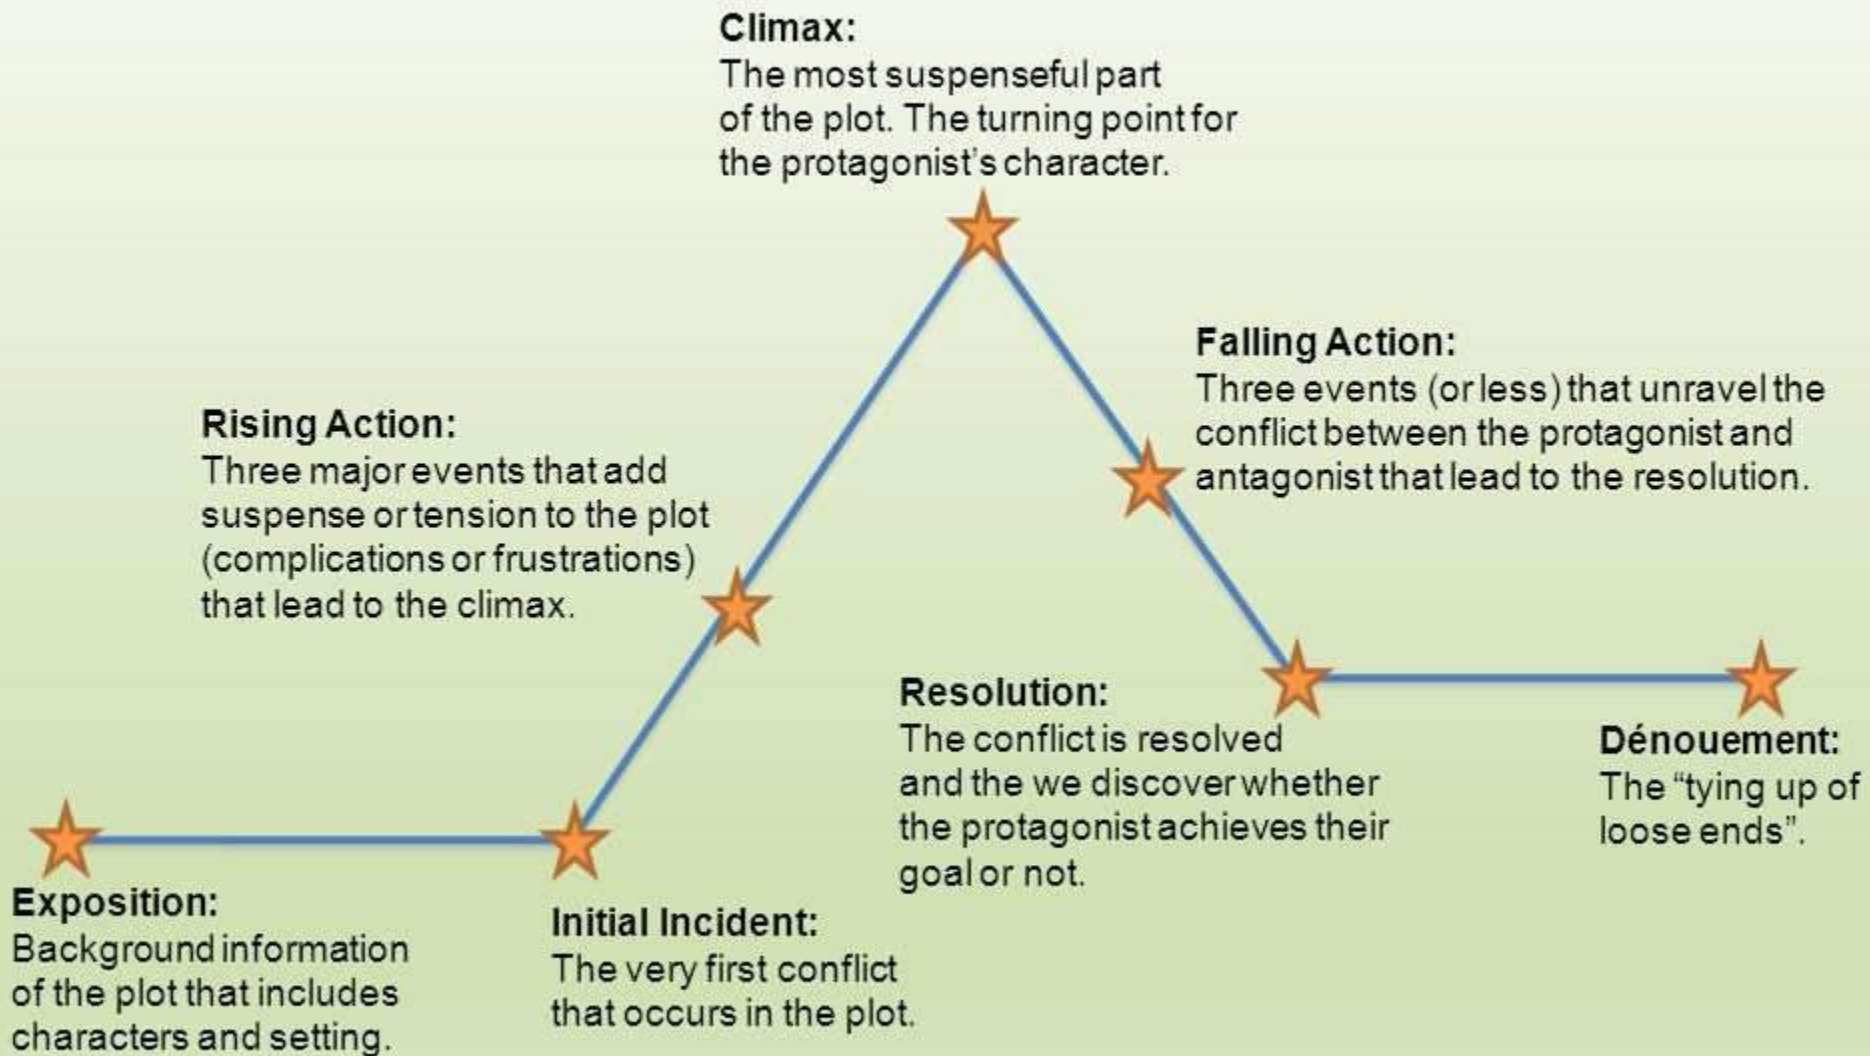 Climax:
The most suspenseful part
of the plot. The turning point for
the protagonist's character.
Falling Action:
Three events (or less) that unravel the
conflict between the protagonist and
antagonist that lead to the resolution.
Rising Action:
Three major events that add
suspense or tension to the plot
(complications or frustrations)
that lead to the climax.
Resolution:
The conflict is resolved
and the we discover whether
the protagonist achieves their
goal or not.
Dénouement:
The “tying up of
loose ends”.
Exposition:
Background information
of the plot that includes
characters and setting.
Initial Incident:
The very first conflict
that occurs in the plot.